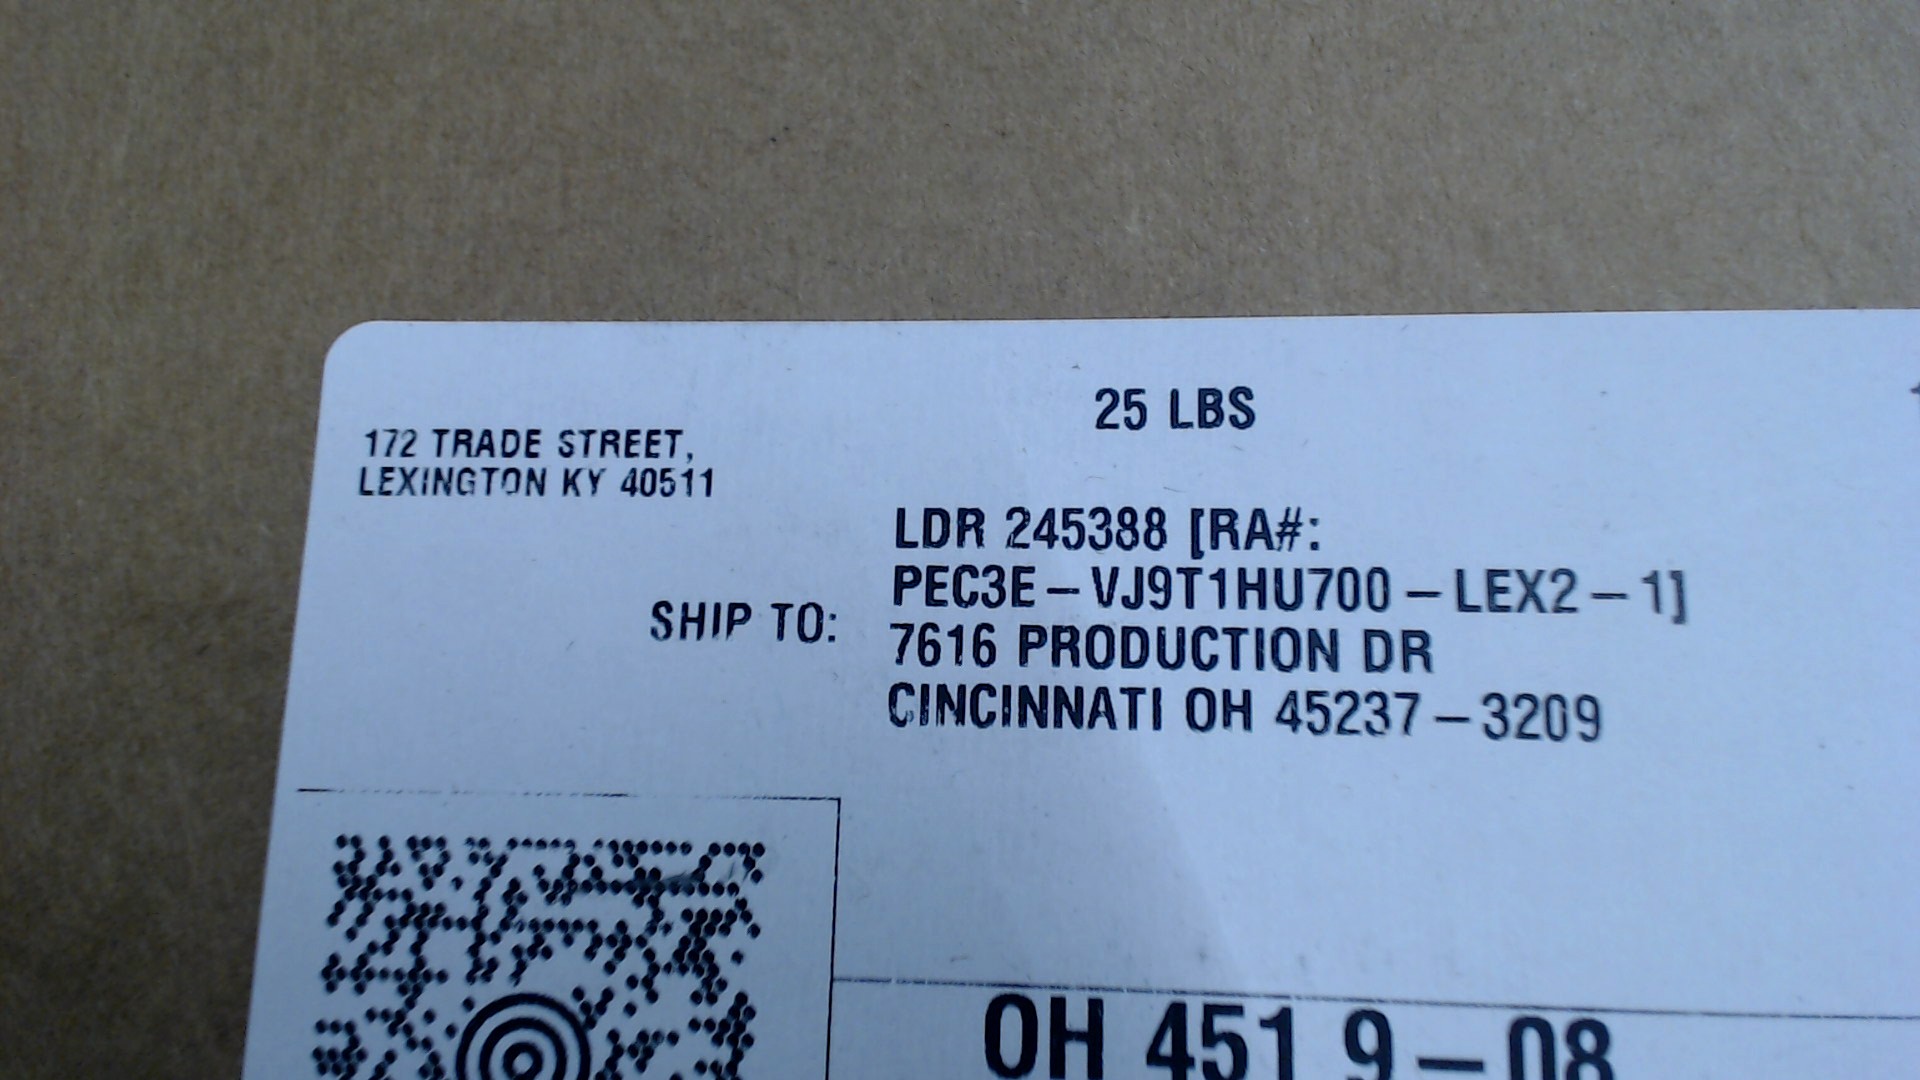 25 LBS
172 TRADE STREET,
LEXINGTON KY 40511
LDR 245388 [RA#:
PEC3E-VJ9T1HU700-LEX2-1]
SHIP TO:
7616 PRODUCTION DR
CINCINNATI OH 45237-3209
OH 451 9-08